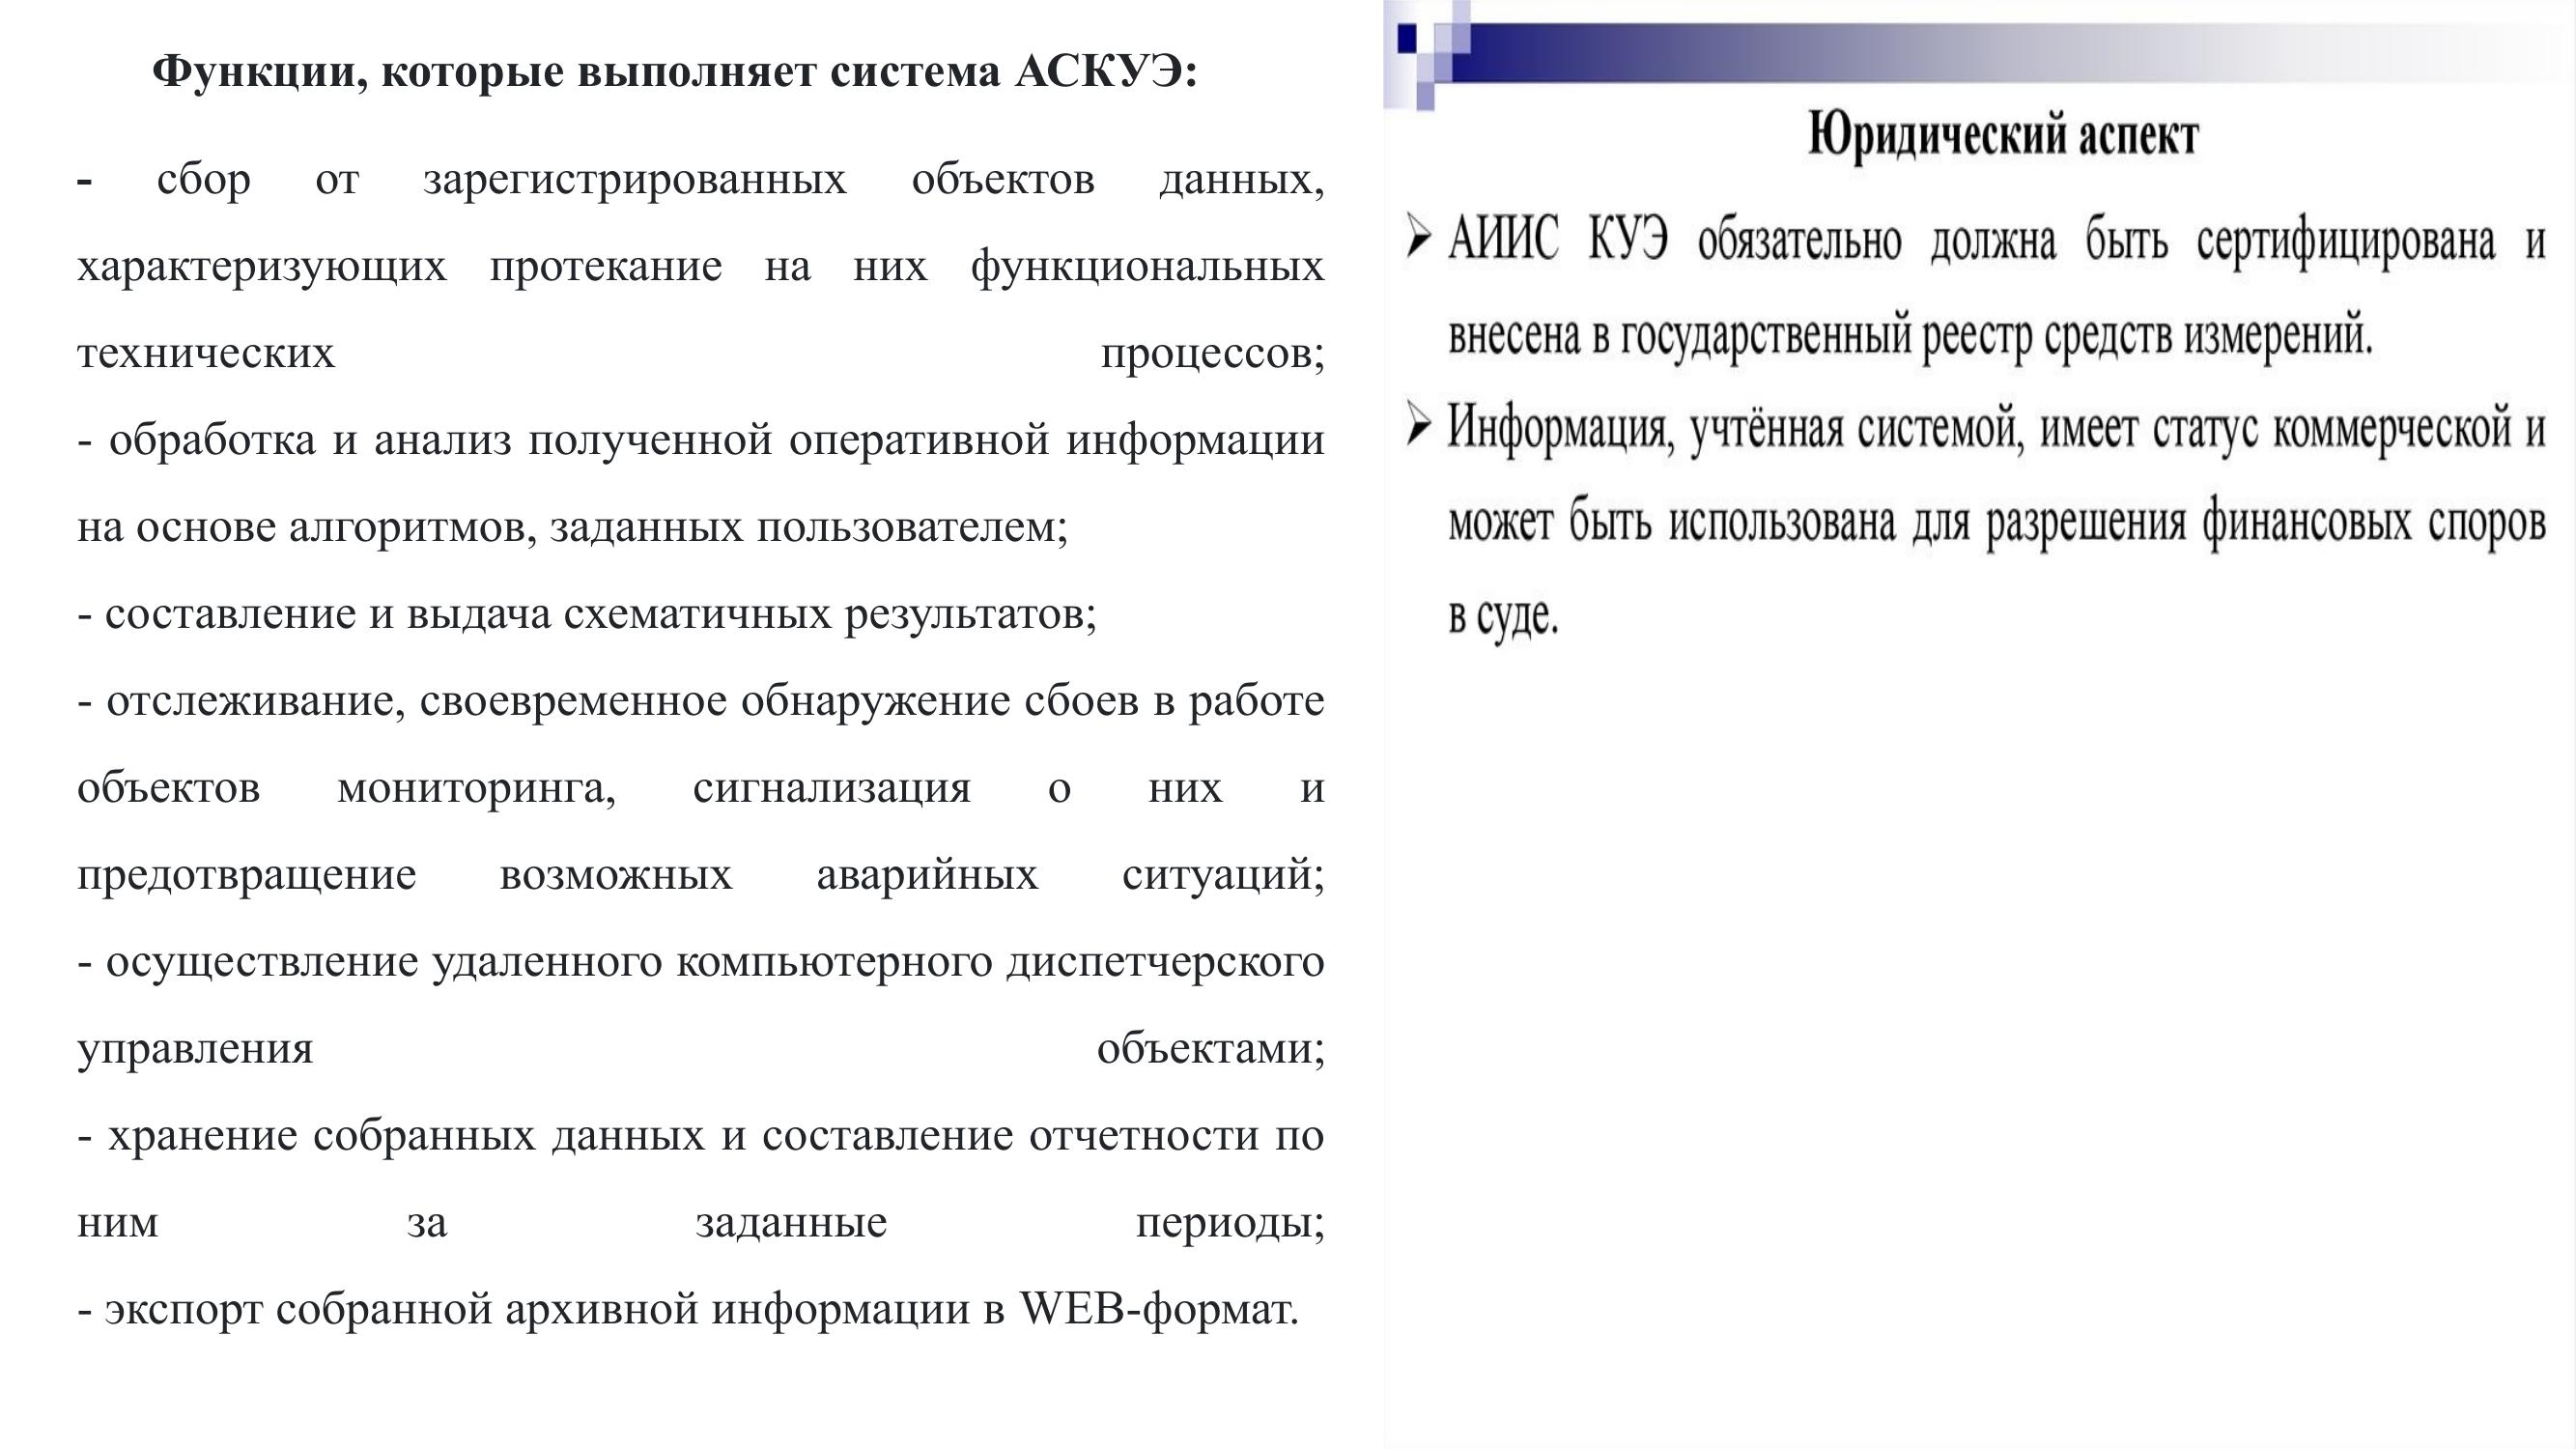 Функции, которые выполняет система АСКУЭ:
- сбор от зарегистрированных объектов данных,
характеризующих протекание на них функциональных
технических процессов;
- обработка и анализ полученной оперативной информации
на основе алгоритмов, заданных пользователем;
- составление и выдача схематичных результатов;
- отслеживание, своевременное обнаружение сбоев в работе
объектов мониторинга, сигнализация о них и
предотвращение возможных аварийных ситуаций;
- осуществление удаленного компьютерного диспетчерского
управления объектами;
- хранение собранных данных и составление отчетности по
ним за заданные периоды;
- экспорт собранной архивной информации в WEB-формат.
Юридический аспект
АИИС КУЭ обязательно должна быть сертифицирована и
внесена в государственный реестр средств измерений.
Информация, учтённая системой, имеет статус коммерческой и
может быть использована для разрешения финансовых споров
в суде.